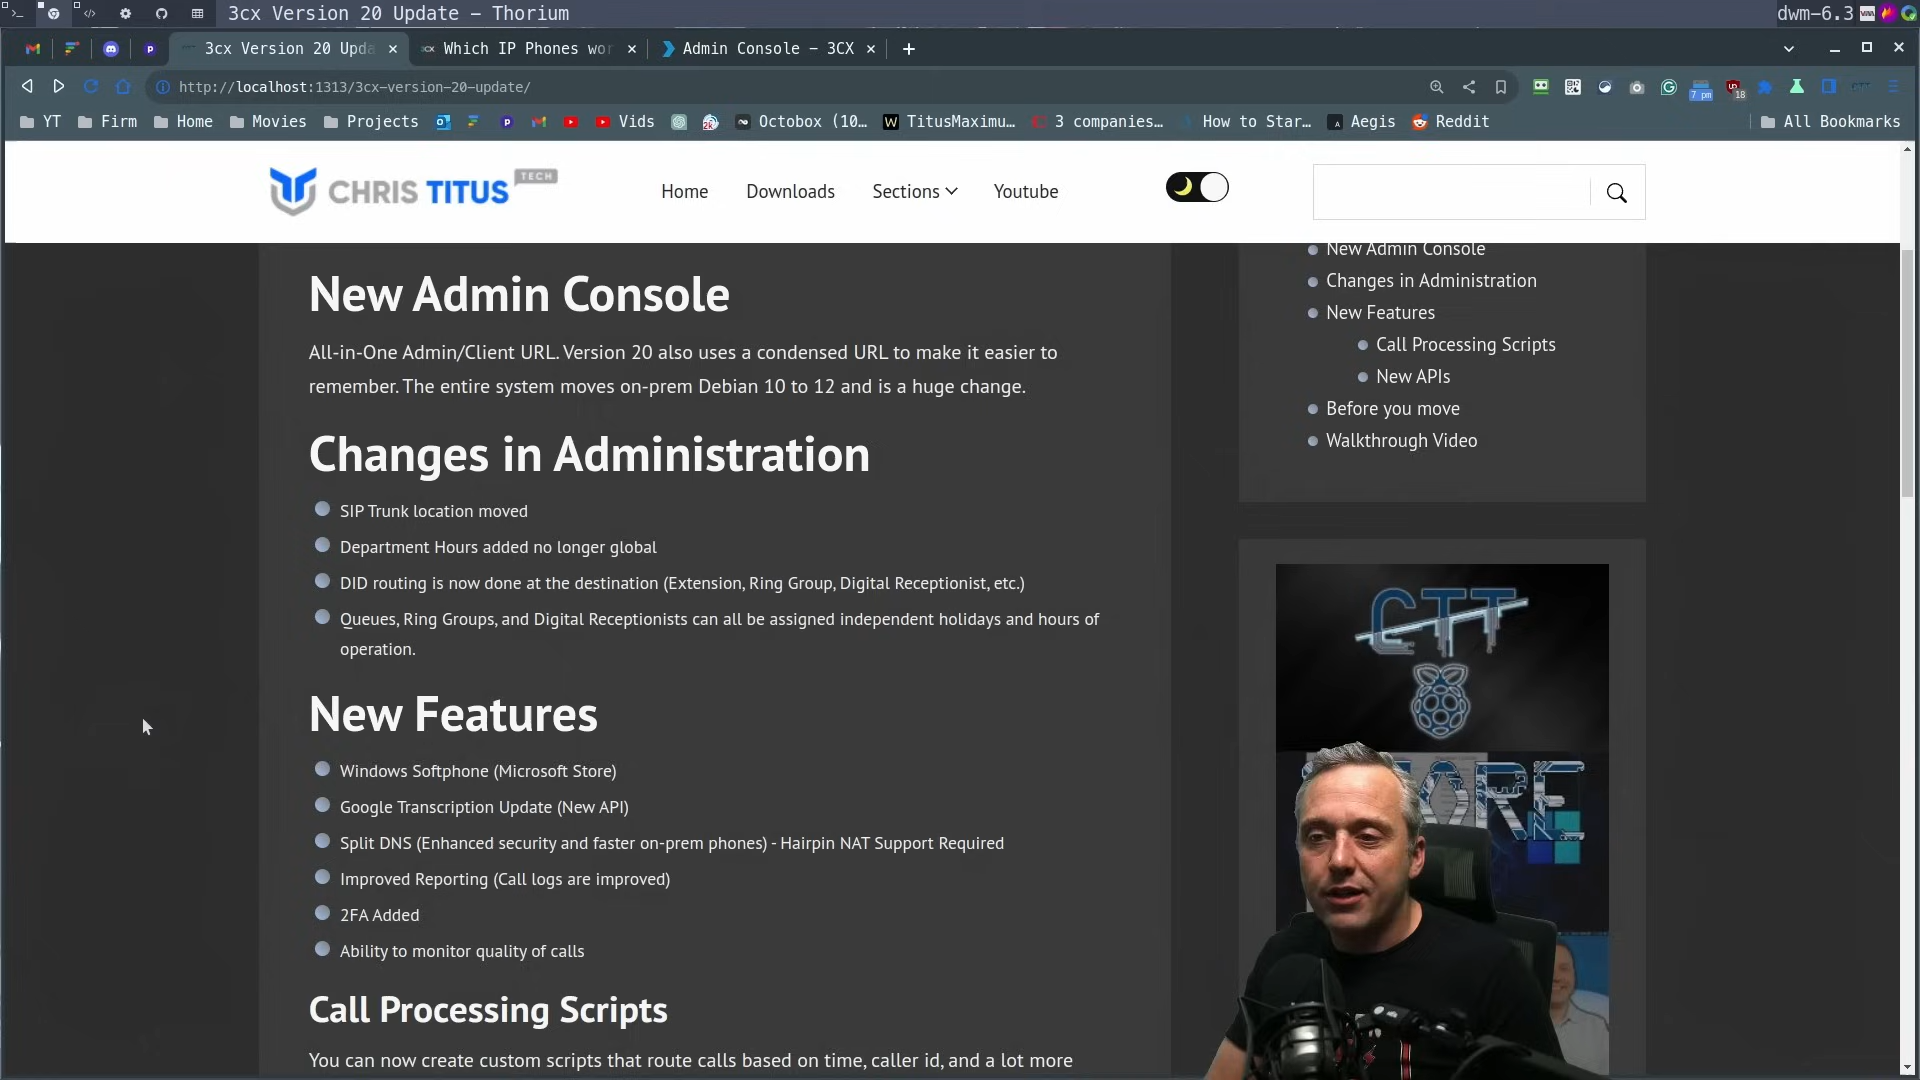 3cx Version 20 Update – Thorium
dwm-6.3
3cx Version 20 Upda
Which IP Phones wor
Admin Console – 3CX
http://localhost:1313/3cx-version-20-update/
7 pm
18
YT
Firm
Home
Movies
Projects
Vids
Octobox (10...
TitusMaximu...
3 companies...
How to Star...
Aegis
Reddit
All Bookmarks
CHRIS TITUS TECH
Home
Downloads
Sections
Youtube
New Admin Console
All-in-One Admin/Client URL. Version 20 also uses a condensed URL to make it easier to
remember. The entire system moves on-prem Debian 10 to 12 and is a huge change.
Changes in Administration
SIP Trunk location moved
Department Hours added no longer global
DID routing is now done at the destination (Extension, Ring Group, Digital Receptionist, etc.)
Queues, Ring Groups, and Digital Receptionists can all be assigned independent holidays and hours of
operation.
New Features
Windows Softphone (Microsoft Store)
Google Transcription Update (New API)
Split DNS (Enhanced security and faster on-prem phones) - Hairpin NAT Support Required
Improved Reporting (Call logs are improved)
2FA Added
Ability to monitor quality of calls
Call Processing Scripts
You can now create custom scripts that route calls based on time, caller id, and a lot more
New Admin Console
Changes in Administration
New Features
Call Processing Scripts
New APIs
Before you move
Walkthrough Video
CTT